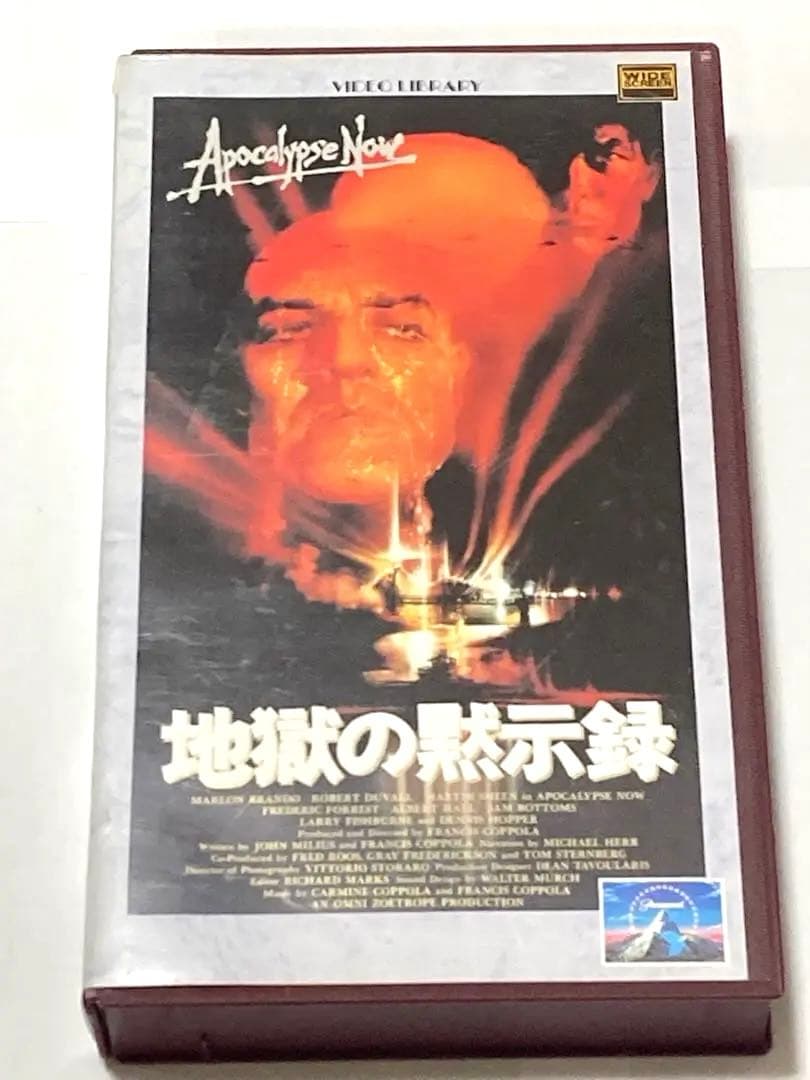 VIDEO LIBRARY
WIDE
SCREEN
Apocalypse Now
地獄の黙示録
MARLON BRANDO ROBERT DUVALL MARTIN SHEEN in APOCALYPSE NOW
FREDERIC FORREST ALBERT HALL SAM BOTTOMS
LARRY FISHBURNE and DENNIS HOPPER
Produced and Directed by FRANCIS COPPOLA
Written by JOHN MILIUS and FRANCIS COPPOLA Narration by MICHAEL HERR
Co-Produced by FRED ROOS, GRAY FREDERICKSON and TOM STERNBERG
Director of Photography VITTORIO STORARO Production Designer DEAN TAVOULARIS
Editor RICHARD MARKS Sound and Design by WALTER MURCH
Music by CARMINE COPPOLA and FRANCIS COPPOLA
AN OMNI ZOETROPE PRODUCTION
Paramount